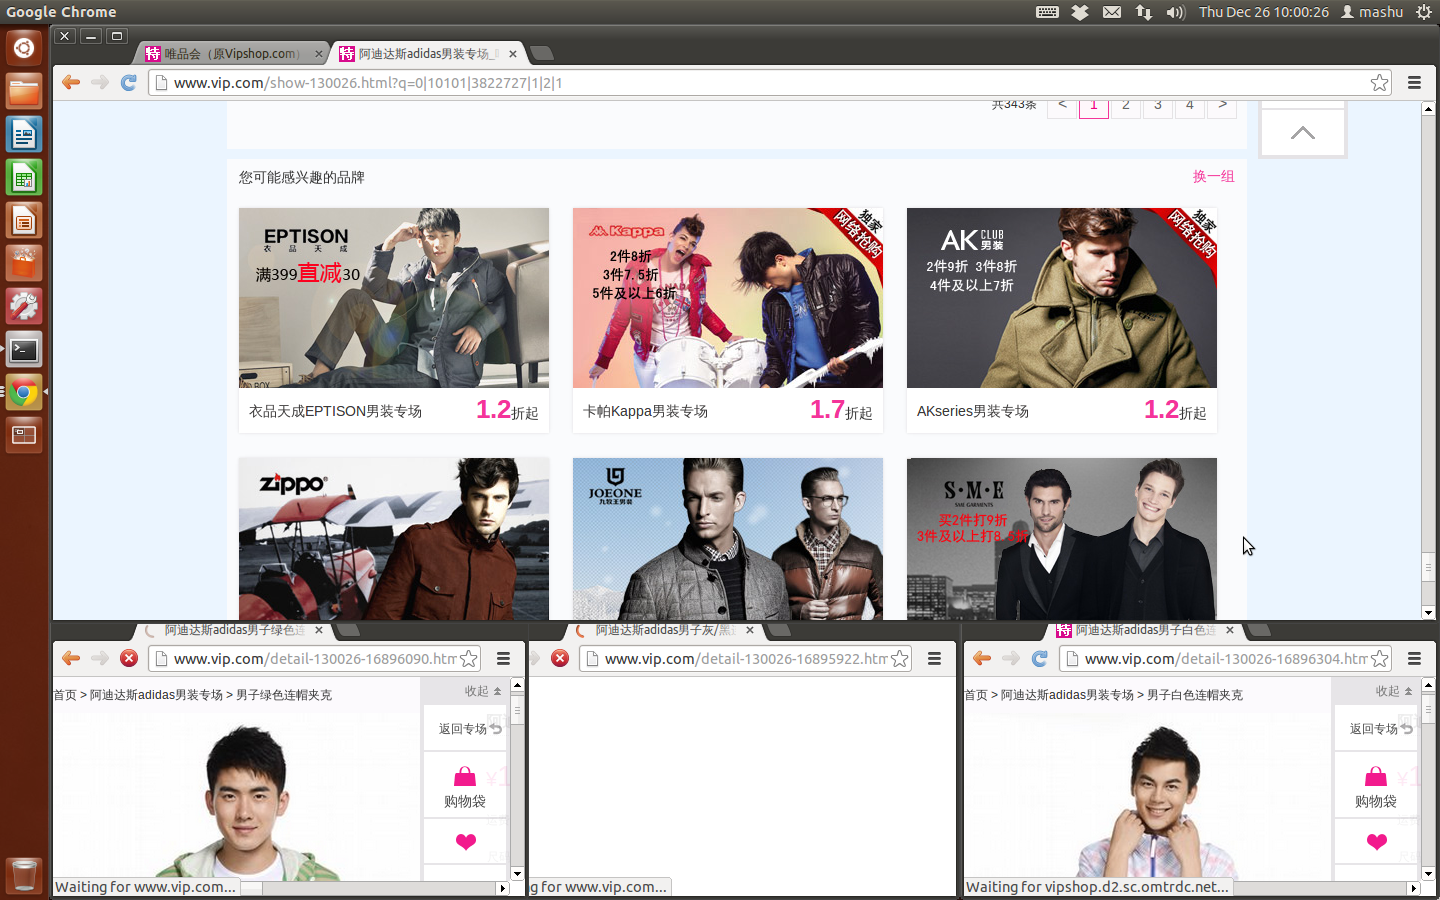 Google Chrome
Thu Dec 26 10:00:26
mashu
唯品会（原Vipshop.com）
阿迪达斯adidas男装专场_
www.vip.com/show-130026.html?q=0|10101|3822727|1|2|1
共343条 < 1 2 3 4 >
您可能感兴趣的品牌
换一组
EPTISON
衣品天成
满399直减30
BOX
衣品天成EPTISON男装专场
1.2折起
Kappa
2件8折
3件7.5折
5件及以上6折
独家
网络抢购
卡帕Kappa男装专场
1.7折起
AK CLUB 男装
2件9折 3件8折
4件及以上7折
独家
网络抢购
AKseries男装专场
1.2折起
zippo
JOEONE
九牧王男装
S·M·E
SME GARMENTS
买2件打9折
3件及以上打8.
阿迪达斯adidas男子绿色连
www.vip.com/detail-130026-16896090.htm
首页 > 阿迪达斯adidas男装专场 > 男子绿色连帽夹克
收起
返回专场
购物袋
Waiting for www.vip.com...
阿迪达斯adidas男子灰/黑
www.vip.com/detail-130026-16895922.htm
g for www.vip.com...
阿迪达斯adidas男子白色连
www.vip.com/detail-130026-16896304.htm
首页 > 阿迪达斯adidas男装专场 > 男子白色连帽夹克
收起
返回专场
购物袋
Waiting for vipshop.d2.sc.omtrdc.net...